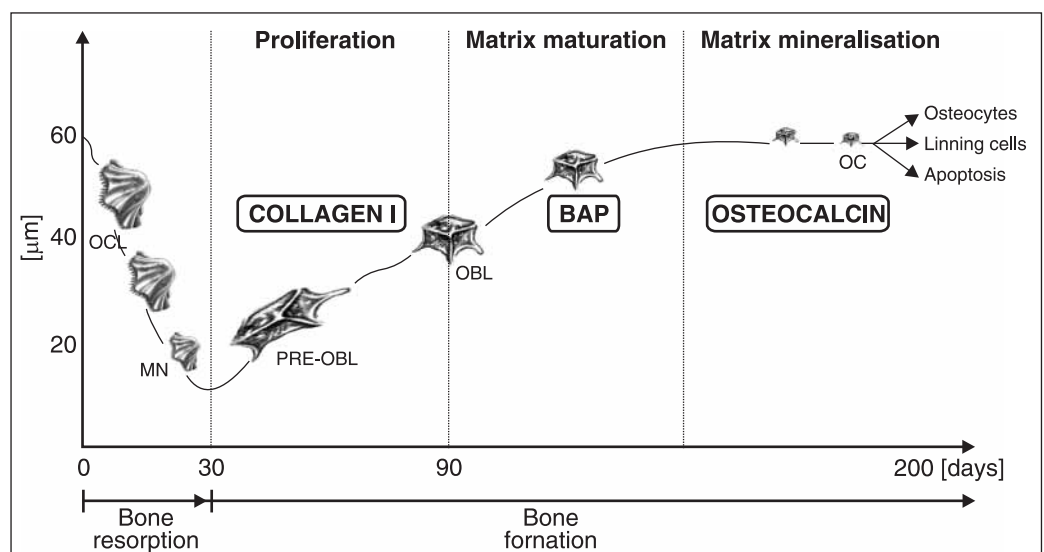 Proliferation
Matrix maturation
Matrix mineralisation
60
40
20
[µm]
OCL
MN
COLLAGEN I
PRE-OBL
OBL
BAP
OSTEOCALCIN
OC
Osteocytes
Linning cells
Apoptosis
0
30
90
200 [days]
Bone
resorption
Bone
fornation